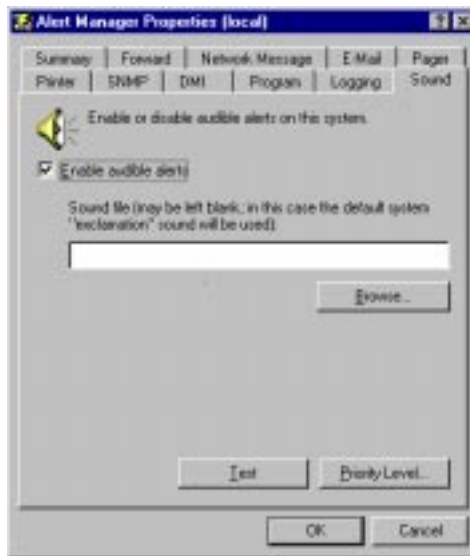 Alert Manager Properties (local)
Summary Forward Network Message E-Mail Pager
Printer SNMP DMI Program Logging Sound
Enable or disable audible alerts on this system.
Enable audible alerts
Sound file (may be left blank; in this case the default system
"exclamation" sound will be used):
Browse...
Test Priority Level...
OK Cancel